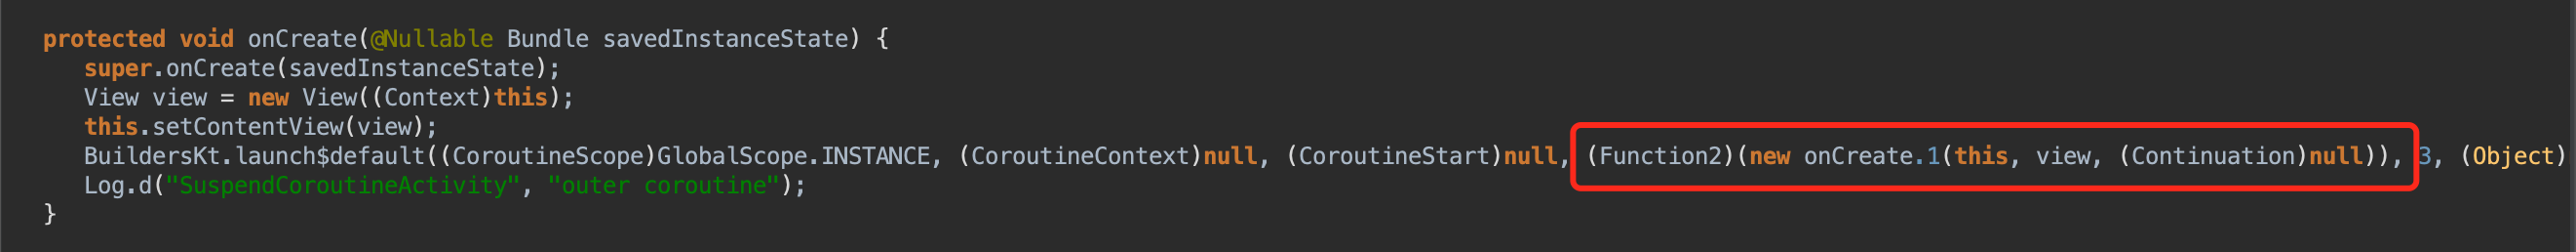 protected void onCreate(@Nullable Bundle savedInstanceState) {
   super.onCreate(savedInstanceState);
   View view = new View((Context)this);
   this.setContentView(view);
   BuildersKt.launch$default((CoroutineScope)GlobalScope.INSTANCE, (CoroutineContext)null, (CoroutineStart)null, (Function2)(new onCreate.1(this, view, (Continuation)null)), 3, (Object)
   Log.d("SuspendCoroutineActivity", "outer coroutine");
}